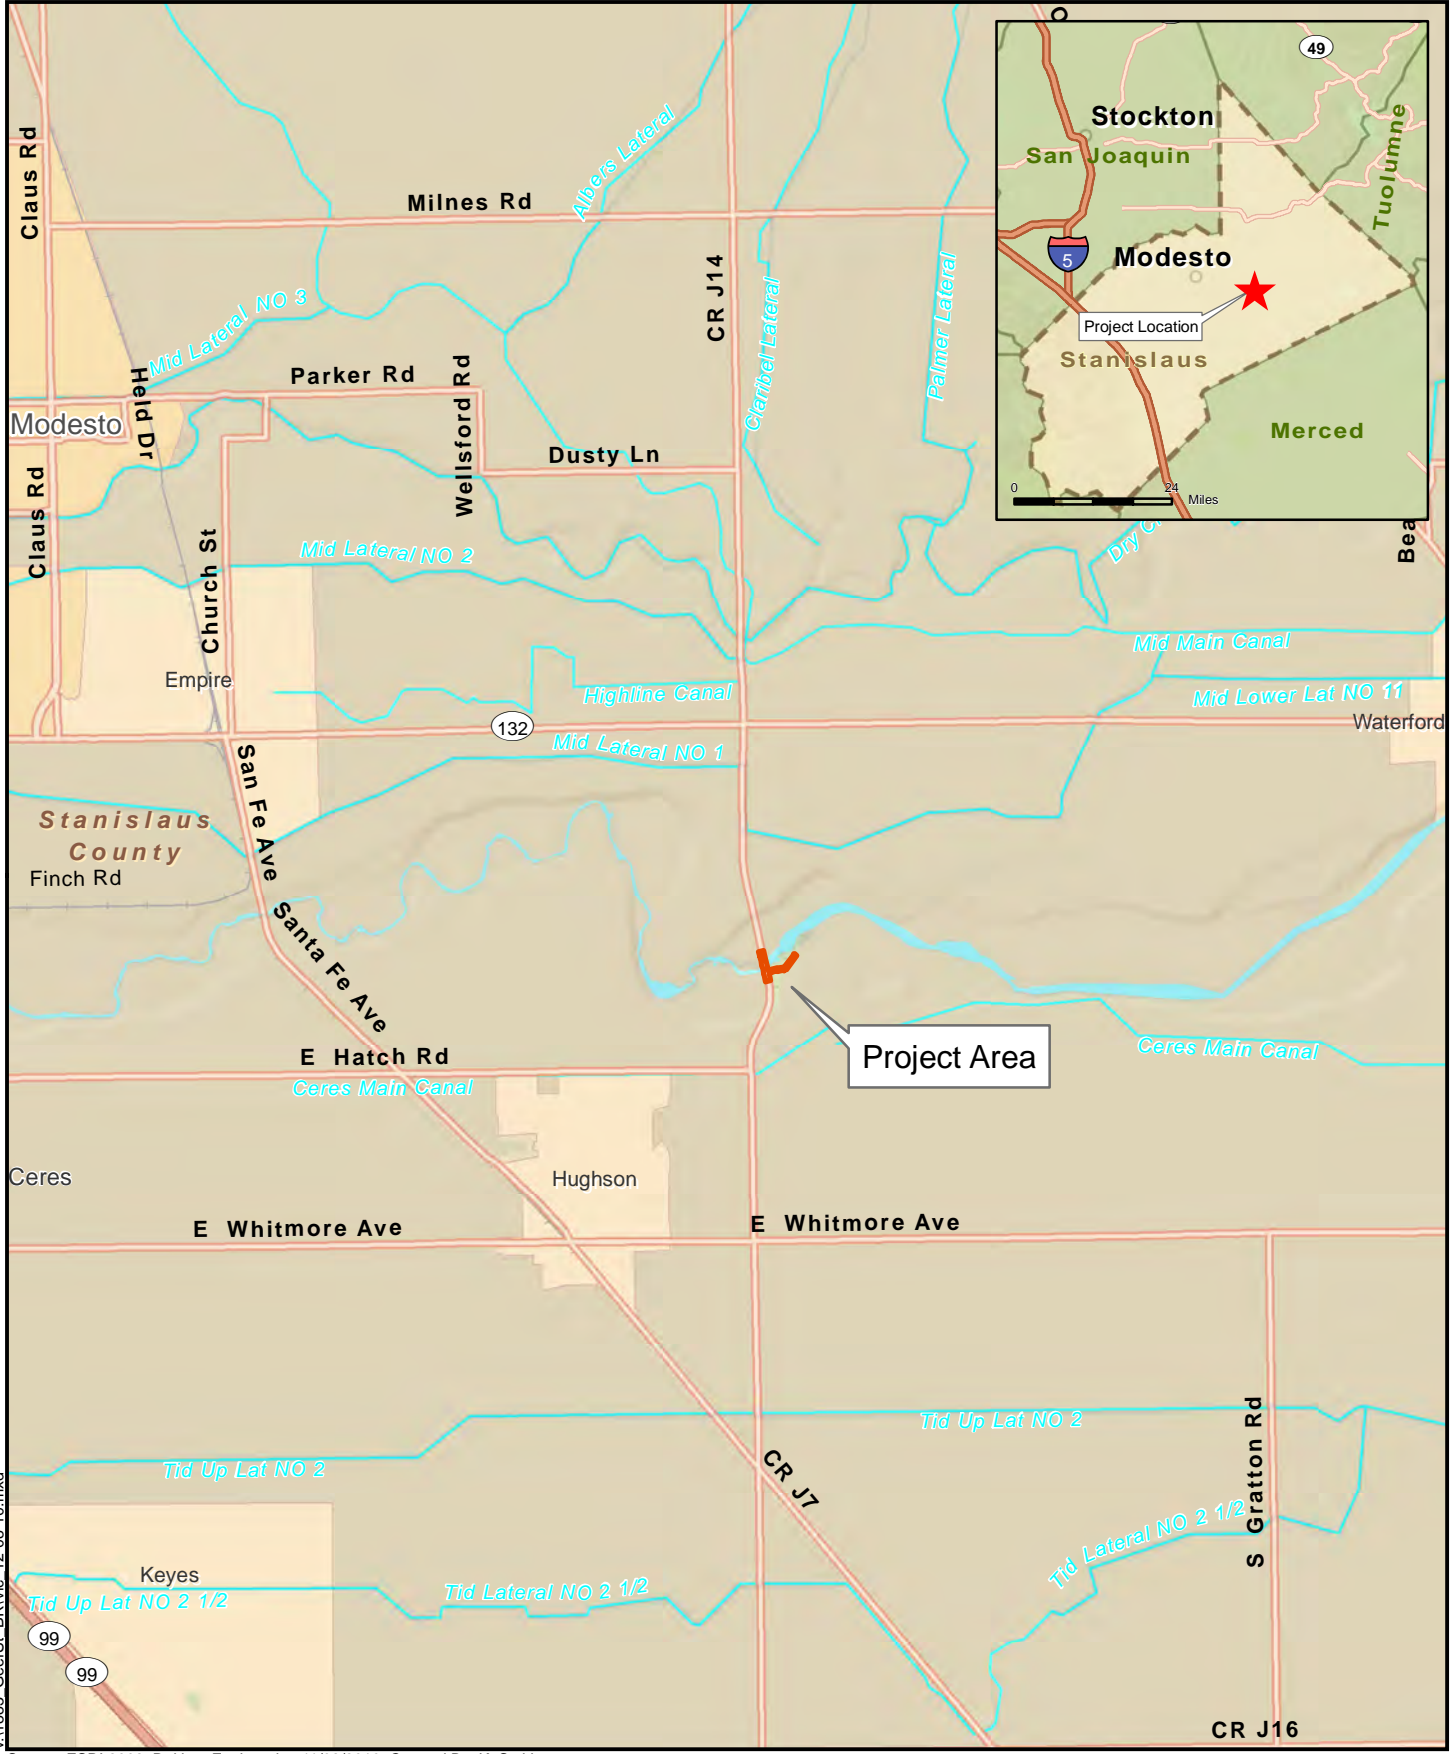 49
Stockton
San Joaquin
Tuolumne
5
Modesto
Project Location
Stanislaus
Merced
0
24
Miles
Claus Rd
Albers Lateral
Milnes Rd
CR J14
Claribel Lateral
Palmer Lateral
Mid Lateral NO 3
Held Dr
Parker Rd
Wellsford Rd
Modesto
Dusty Ln
Claus Rd
Church St
Mid Lateral NO 2
Bea
Mid Main Canal
Empire
Highline Canal
Mid Lower Lat NO 11
132
Waterford
Mid Lateral NO 1
San Fe Ave
Stanislaus
County
Finch Rd
Santa Fe Ave
E Hatch Rd
Project Area
Ceres Main Canal
Ceres Main Canal
Ceres
Hughson
E Whitmore Ave
E Whitmore Ave
Tid Up Lat NO 2
Tid Up Lat NO 2
CR J7
S Gratton Rd
Tid Lateral NO 2 1/2
Keyes
Tid Up Lat NO 2 1/2
Tid Lateral NO 2 1/2
99
99
CR J16